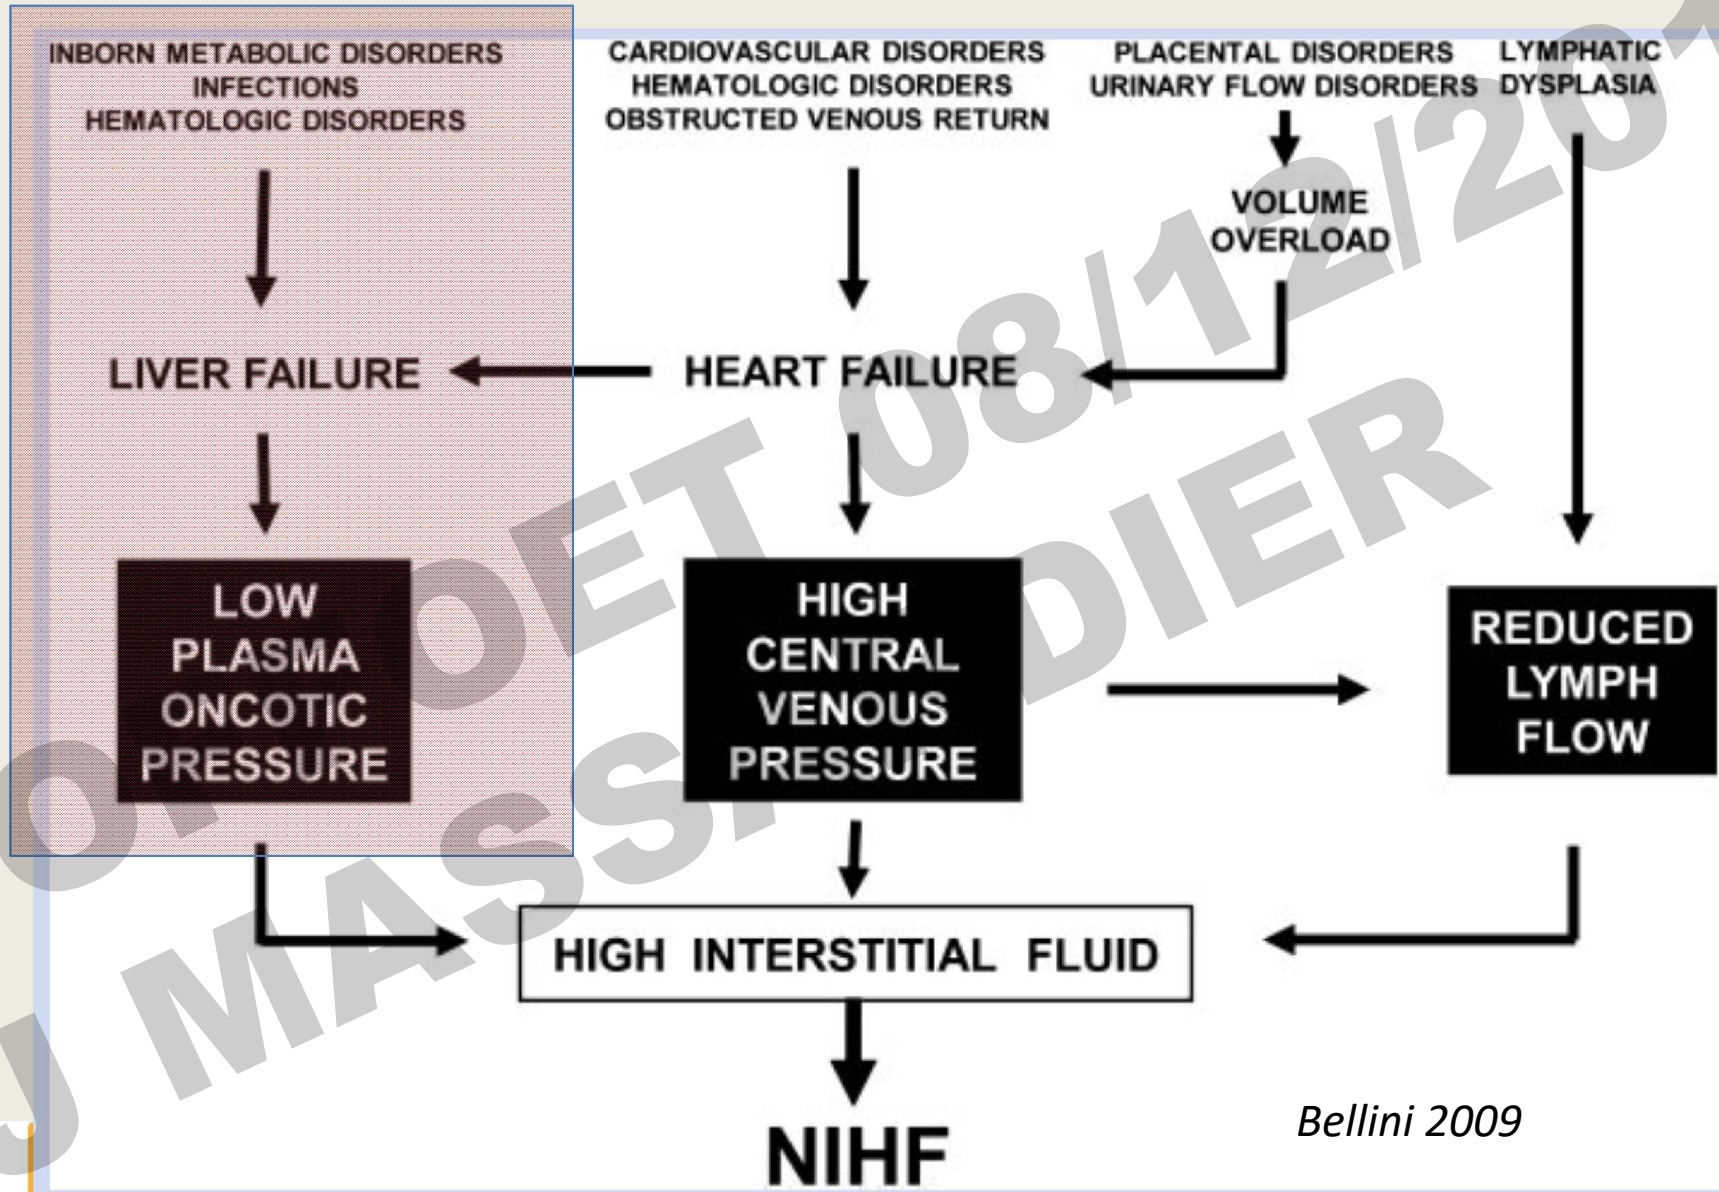 INBORN METABOLIC DISORDERS
INFECTIONS
HEMATOLOGIC DISORDERS
CARDIOVASCULAR DISORDERS
HEMATOLOGIC DISORDERS
OBSTRUCTED VENOUS RETURN
PLACENTAL DISORDERS
URINARY FLOW DISORDERS
LYMPHATIC
DYSPLASIA
VOLUME
OVERLOAD
LIVER FAILURE
HEART FAILURE
LOW
PLASMA
ONCOTIC
PRESSURE
HIGH
CENTRAL
VENOUS
PRESSURE
REDUCED
LYMPH
FLOW
HIGH INTERSTITIAL FLUID
NIHF
Bellini 2009